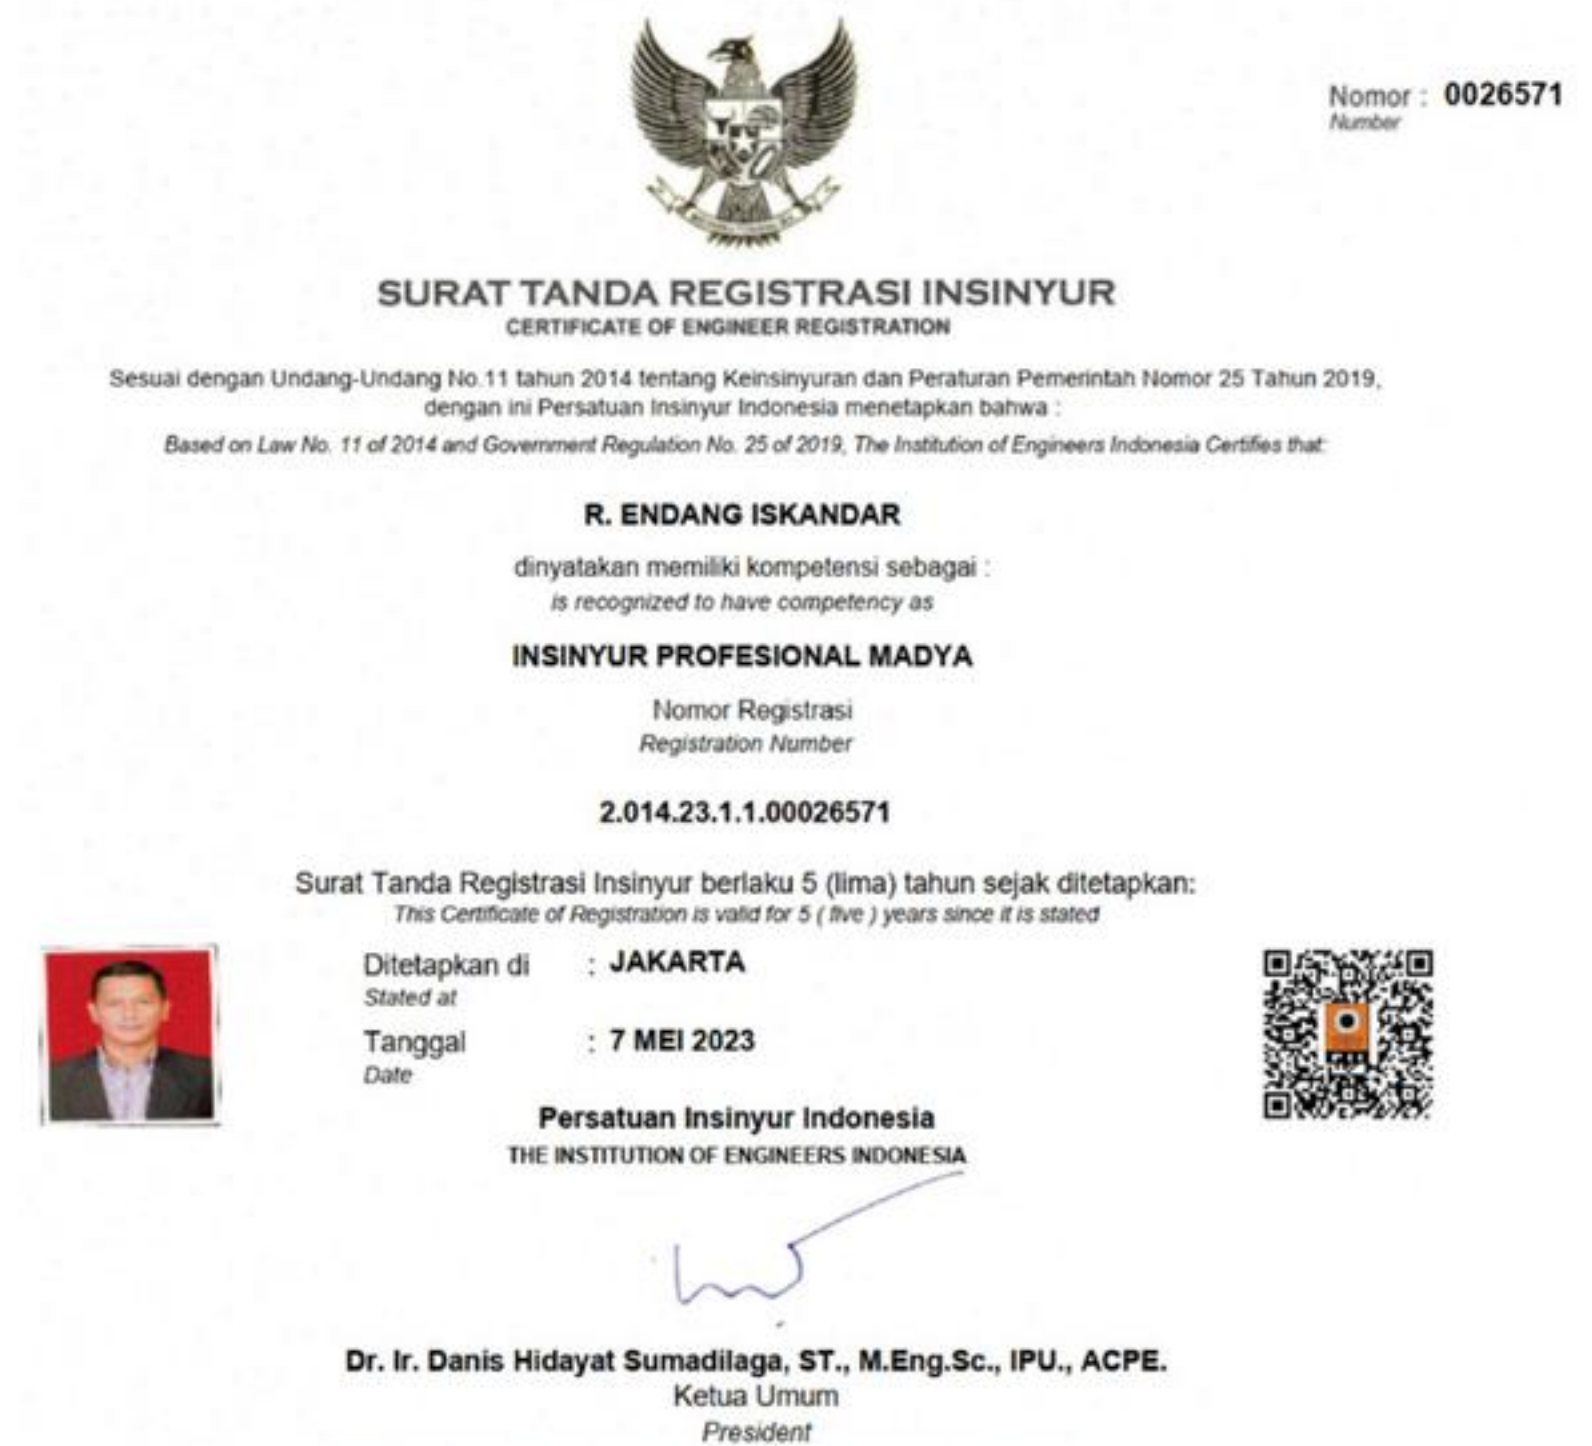 Nomor : 0026571
Number
SURAT TANDA REGISTRASI INSINYUR
CERTIFICATE OF ENGINEER REGISTRATION
Sesuai dengan Undang-Undang No.11 tahun 2014 tentang Keinsinyuran dan Peraturan Pemerintah Nomor 25 Tahun 2019,
dengan ini Persatuan Insinyur Indonesia menetapkan bahwa :
Based on Law No. 11 of 2014 and Government Regulation No. 25 of 2019, The Institution of Engineers Indonesia Certifies that:
R. ENDANG ISKANDAR
dinyatakan memiliki kompetensi sebagai :
is recognized to have competency as
INSINYUR PROFESIONAL MADYA
Nomor Registrasi
Registration Number
2.014.23.1.1.00026571
Surat Tanda Registrasi Insinyur berlaku 5 (lima) tahun sejak ditetapkan:
This Certificate of Registration is valid for 5 ( five ) years since it is stated
Ditetapkan di : JAKARTA
Stated at
Tanggal : 7 MEI 2023
Date
Persatuan Insinyur Indonesia
THE INSTITUTION OF ENGINEERS INDONESIA
Dr. Ir. Danis Hidayat Sumadilaga, ST., M.Eng.Sc., IPU., ACPE.
Ketua Umum
President